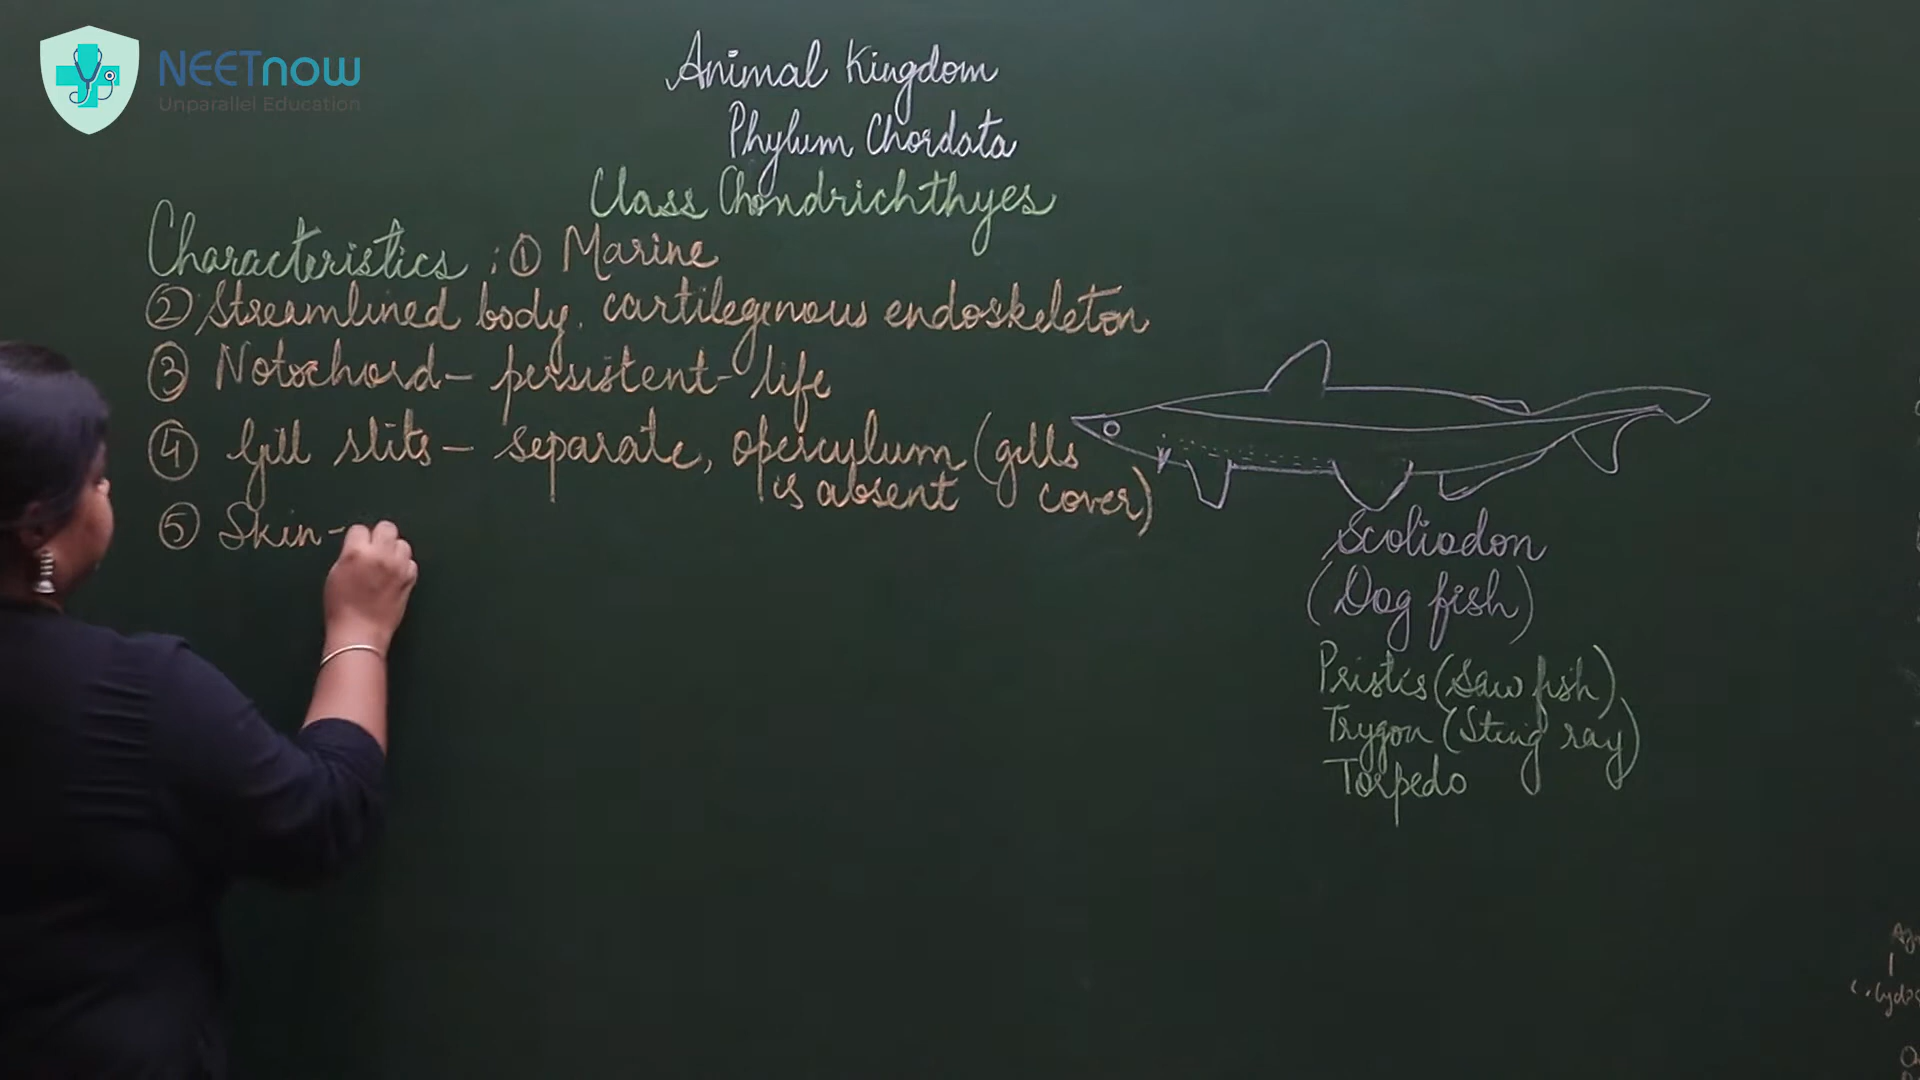 NEETnow
Unparallel Education
Animal Kingdom
Phylum Chordata
Class Chondrichthyes
Characteristics : ① Marine
② Streamlined body, cartilegenous endoskeleton
③ Notochord - persistent - life
④ Gill slits - separate, opercylum (gills
is absent cover)
⑤ Skin -
Scoliodon
(Dog fish)
Pristis (Saw fish)
Trygon (Sting ray)
Torpedo